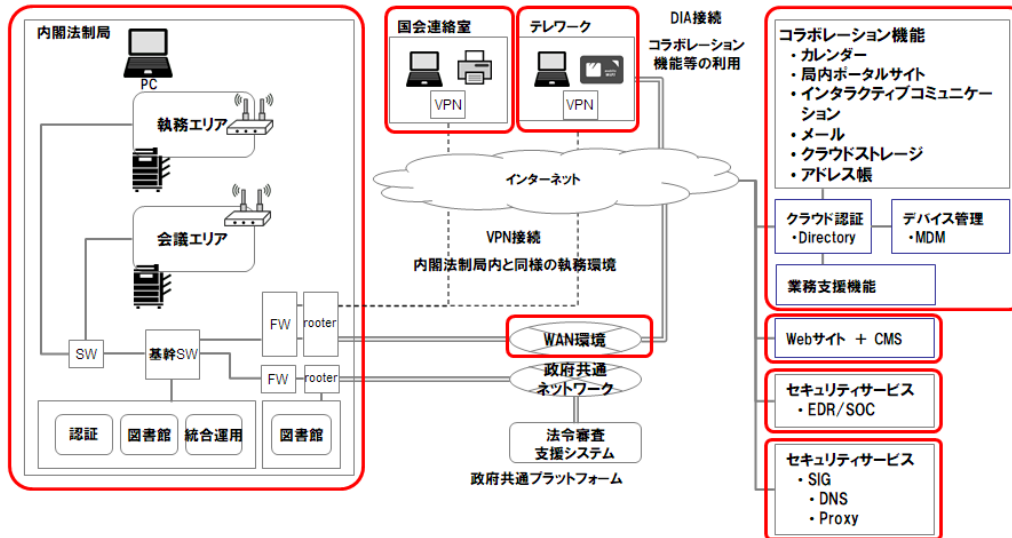 内閣法制局
PC
執務エリア
会議エリア
SW
基幹SW
FW
rooter
FW
rooter
認証
図書館
統合運用
図書館
国会連絡室
VPN
テレワーク
VPN
DIA接続
コラボレーション
機能等の利用
インターネット
VPN接続
内閣法制局内と同様の執務環境
WAN環境
政府共通
ネットワーク
法令審査
支援システム
政府共通プラットフォーム
コラボレーション機能
・カレンダー
・局内ポータルサイト
・インタラクティブコミュニケー
ション
・メール
・クラウドストレージ
・アドレス帳
クラウド認証
・Directory
デバイス管理
・MDM
業務支援機能
Webサイト + CMS
セキュリティサービス
・EDR/SOC
セキュリティサービス
・SIG
・DNS
・Proxy